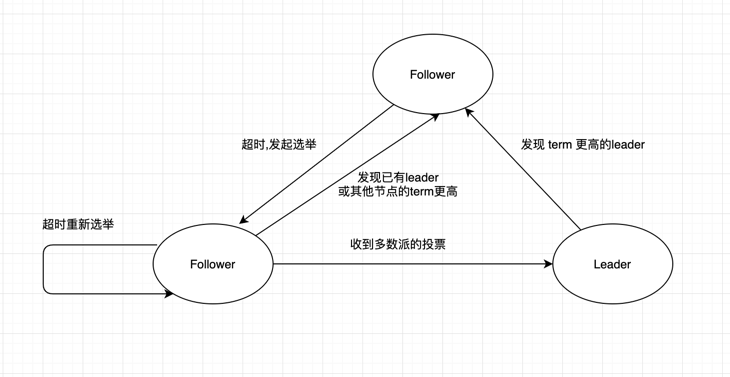 Follower
超时,发起选举
发现 term 更高的leader
发现已有leader
或其他节点的term更高
超时重新选举
收到多数派的投票
Follower
Leader